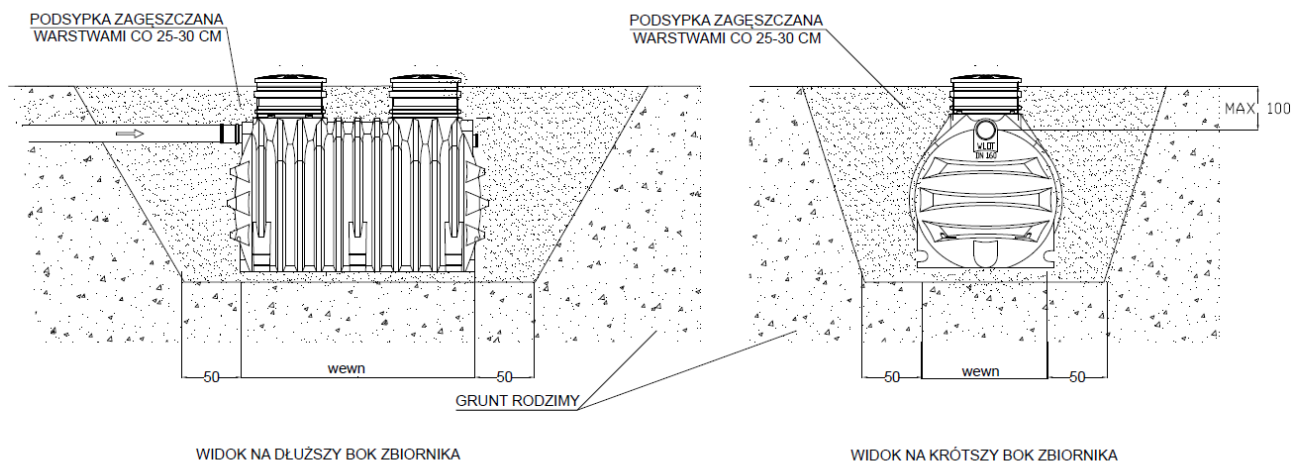 PODSYPKA ZAGĘSZCZANA
WARSTWAMI CO 25-30 CM
PODSYPKA ZAGĘSZCZANA
WARSTWAMI CO 25-30 CM
MAX 100
WLOT
DN 160
50
wewn
50
50
wewn
50
GRUNT RODZIMY
WIDOK NA DŁUŻSZY BOK ZBIORNIKA
WIDOK NA KRÓTSZY BOK ZBIORNIKA